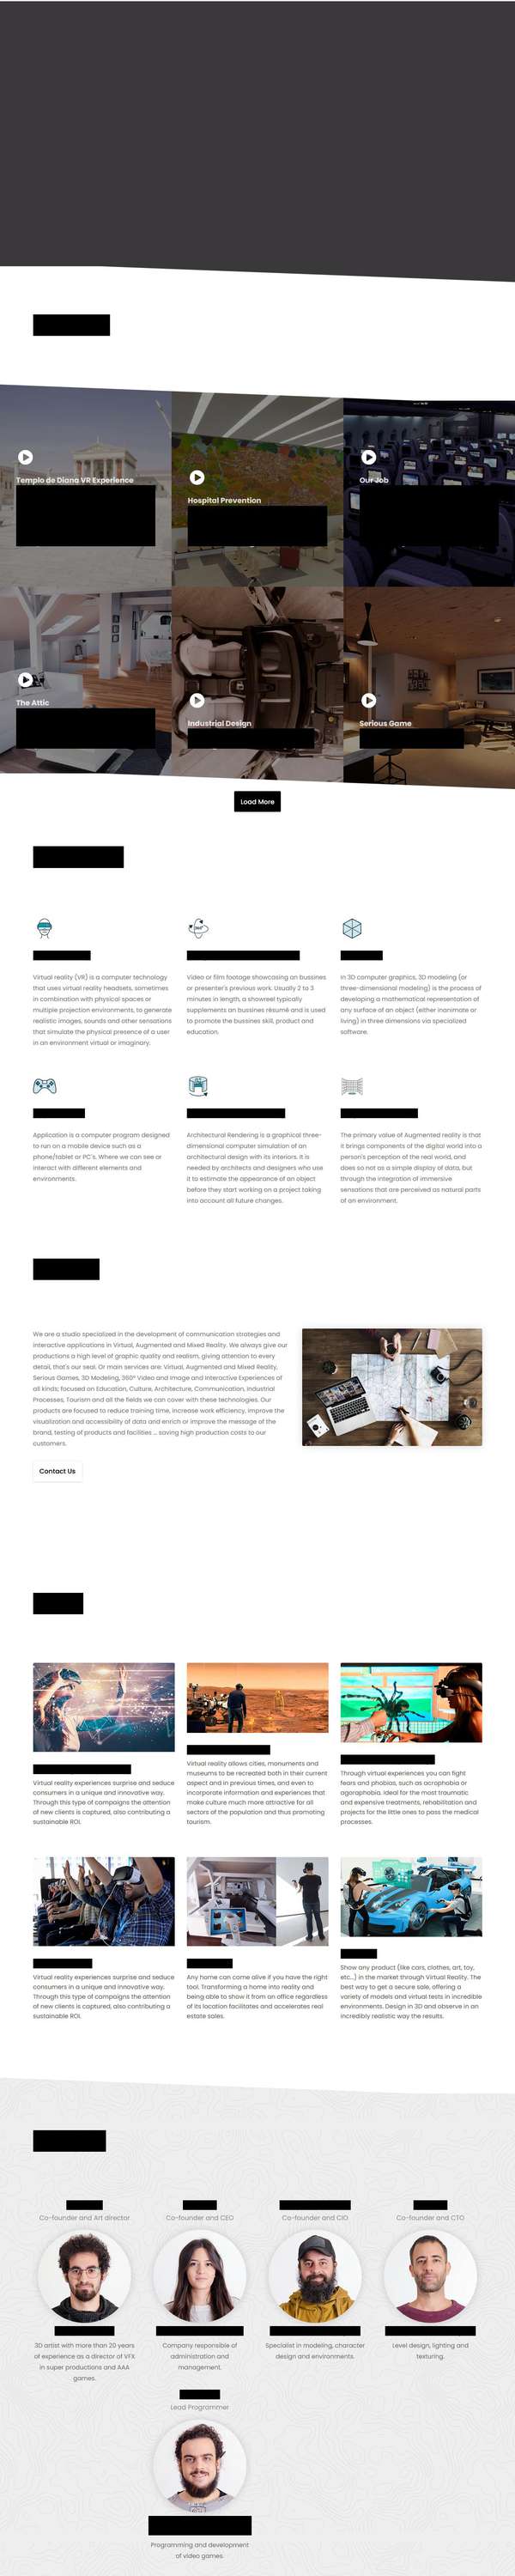 Templo de Diana VR Experience
Hospital Prevention
Our Job
The Attic
Industrial Design
Serious Game
Load More
Virtual reality (VR) is a computer technology
that uses virtual reality headsets, sometimes
in combination with physical spaces or
multiple projection environments, to generate
realistic images, sounds and other sensations
that simulate the physical presence of a user
in an environment virtual or imaginary.
Video or film footage showcasing an bussines
or presenter's previous work. Usually 2 to 3
minutes in length, a showreel typically
supplements an bussines résumé and is used
to promote the bussines skill, product and
education.
In 3D computer graphics, 3D modeling (or
three-dimensional modeling) is the process of
developing a mathematical representation of
any surface of an object (either inanimate or
living) in three dimensions via specialized
software.
Application is a computer program designed
to run on a mobile device such as a
phone/tablet or PC's. Where we can see or
interact with different elements and
environments.
Architectural Rendering is a graphical three-
dimensional computer simulation of an
architectural design with its interiors. It is
needed by architects and designers who use
it to estimate the appearance of an object
before they start working on a project taking
into account all future changes.
The primary value of Augmented reality is that
it brings components of the digital world into a
person's perception of the real world, and
does so not as a simple display of data, but
through the integration of immersive
sensations that are perceived as natural parts
of an environment.
We are a studio specialized in the development of communication strategies and
interactive applications in Virtual, Augmented and Mixed Reality. We always give our
productions a high level of graphic quality and realism, giving attention to every
detail, that's our seal. Or main services are: Virtual, Augmented and Mixed Reality,
Serious Games, 3D Modeling, 360º Video and Image and Interactive Experiences of
all kinds; focused on Education, Culture, Architecture, Communication, Industrial
Processes, Tourism and all the fields we can cover with these technologies. Our
products are focused to reduce training time, increase work efficiency, improve the
visualization and accessibility of data and enrich or improve the message of the
brand, testing of products and facilities ... saving high production costs to our
customers.
Contact Us
Virtual reality experiences surprise and seduce
consumers in a unique and innovative way.
Through this type of campaigns the attention
of new clients is captured, also contributing a
sustainable ROI.
Virtual reality allows cities, monuments and
museums to be recreated both in their current
aspect and in previous times, and even to
incorporate information and experiences that
make culture much more attractive for all
sectors of the population and thus promoting
tourism.
Through virtual experiences you can fight
fears and phobias, such as acrophobia or
agoraphobia. Ideal for the most traumatic
and expensive treatments, rehabilitation and
projects for the little ones to pass the medical
processes.
Virtual reality experiences surprise and seduce
consumers in a unique and innovative way.
Through this type of campaigns the attention
of new clients is captured, also contributing a
sustainable ROI.
Any home can come alive if you have the right
tool. Transforming a home into reality and
being able to show it from an office regardless
of its location facilitates and accelerates real
estate sales.
Show any product (like cars, clothes, art, toy,
etc...) in the market through Virtual Reality. The
best way to get a secure sale, offering a
variety of models and virtual tests in incredible
environments. Design in 3D and observe in an
incredibly realistic way the results.
Co-founder and Art director
Co-founder and CEO
Co-founder and CIO
Co-founder and CTO
3D artist with more than 20 years
of experience as a director of VFX
in super productions and AAA
games.
Company responsible of
administration and
management.
Specialist in modeling, character
design and environments.
Level design, lighting and
texturing.
Lead Programmer
Programming and development
of video games.